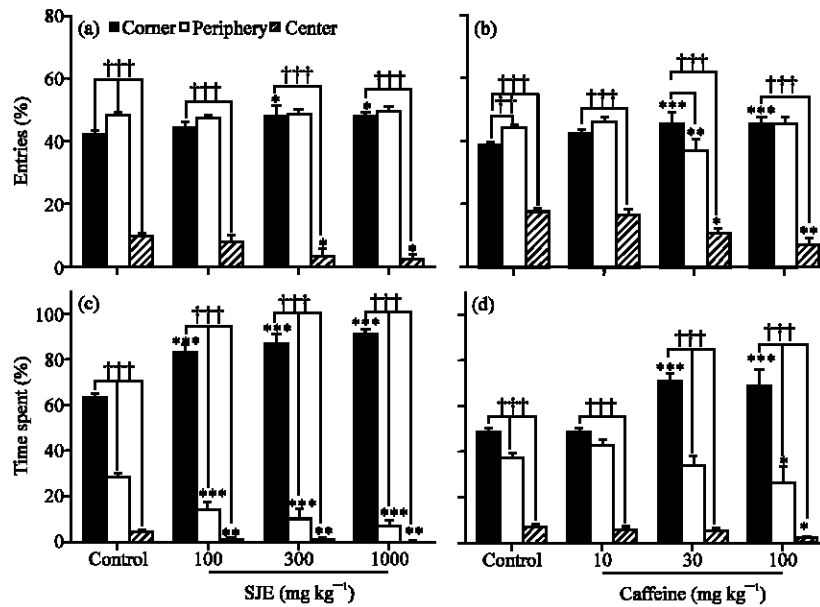 (a) Corner Periphery Center
(b)
80
60
40
20
0
Entries (%)
††† ††† ††† †††
* *
* *
††† †† ††† ††† †††
*** ***
** * **
(c)
(d)
100
80
60
40
20
0
Time spent (%)
††† ††† ††† †††
*** *** ***
*** *** ***
** ** **
††† ††† ††† †††
*** ***
* *
Control 100 300 1000
SJE (mg kg⁻¹)
Control 10 30 100
Caffeine (mg kg⁻¹)